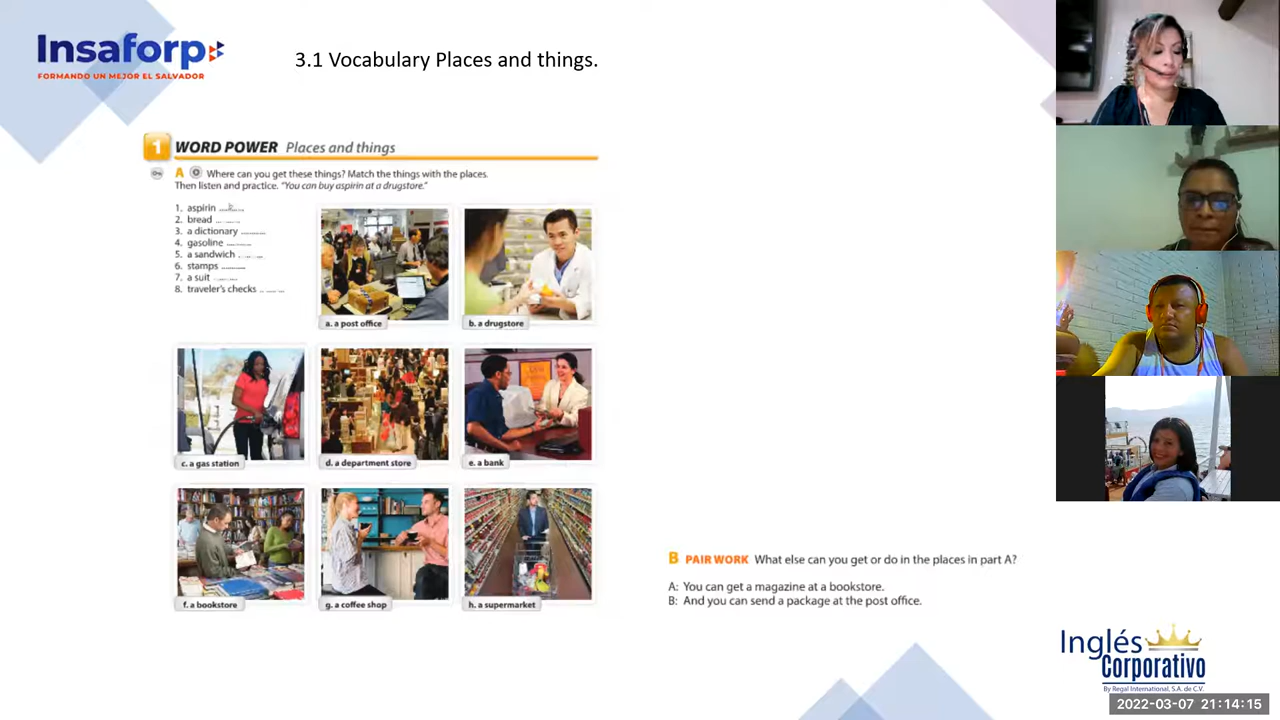 Insaforp
FORMANDO UN MEJOR EL SALVADOR
3.1 Vocabulary Places and things.
1 WORD POWER Places and things
A Where can you get these things? Match the things with the places.
Then listen and practice. "You can buy aspirin at a drugstore."
1. aspirin ..........
2. bread ..........
3. a dictionary ..........
4. gasoline ..........
5. a sandwich ..........
6. stamps ..........
7. a suit ..........
8. traveler's checks ..........
a. a post office
b. a drugstore
c. a gas station
d. a department store
e. a bank
f. a bookstore
g. a coffee shop
h. a supermarket
B PAIR WORK What else can you get or do in the places in part A?
A: You can get a magazine at a bookstore.
B: And you can send a package at the post office.
Inglés
Corporativo
By Regal International, S.A. de C.V.
2022-03-07 21:14:15